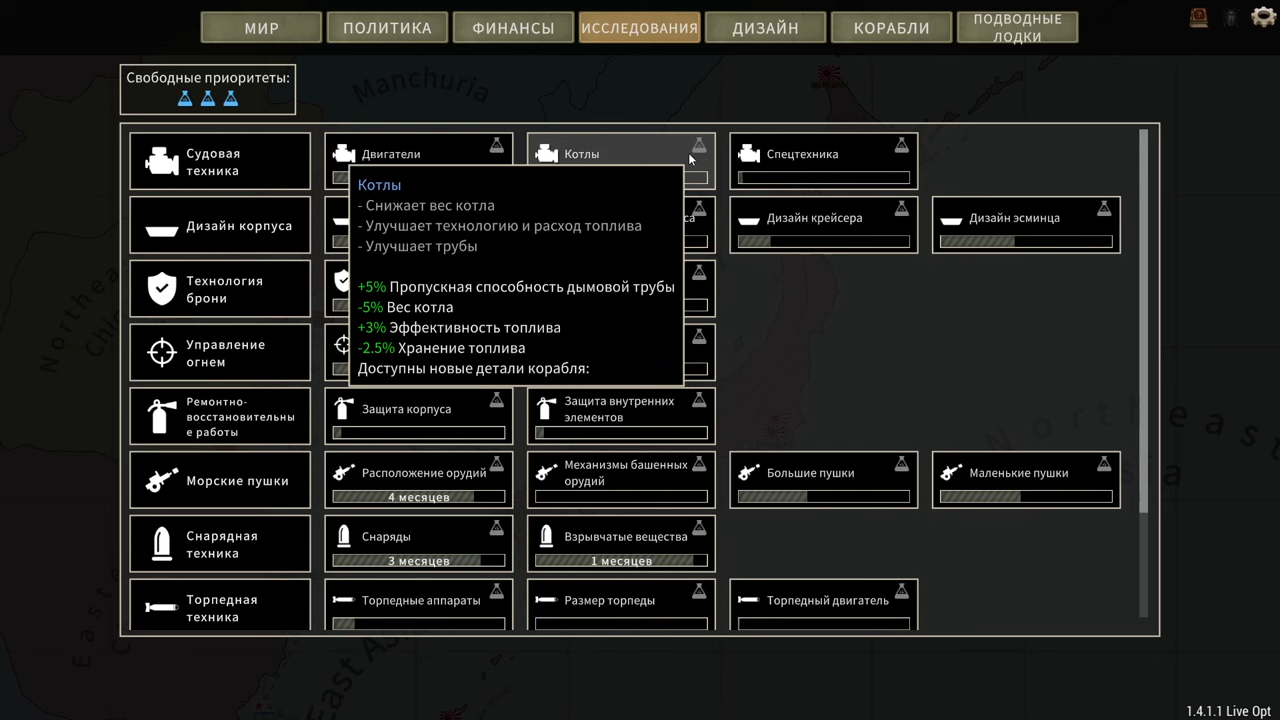 МИР
ПОЛИТИКА
ФИНАНСЫ
ИССЛЕДОВАНИЯ
ДИЗАЙН
КОРАБЛИ
ПОДВОДНЫЕ
ЛОДКИ
Свободные приоритеты:
Manchuria
Судовая
техника
Двигатели
Котлы
Спецтехника
Котлы
- Снижает вес котла
- Улучшает технологию и расход топлива
- Улучшает трубы
+5% Пропускная способность дымовой трубы
-5% Вес котла
+3% Эффективность топлива
-2.5% Хранение топлива
Доступны новые детали корабля:
Дизайн корпуса
Дизайн крейсера
Дизайн эсминца
Технология
брони
Управление
огнем
Ремонтно-
восстановительны
е работы
Защита корпуса
Защита внутренних
элементов
Морские пушки
Расположение орудий
4 месяцев
Механизмы башенных
орудий
Большие пушки
Маленькие пушки
Снарядная
техника
Снаряды
3 месяцев
Взрывчатые вещества
1 месяцев
Торпедная
техника
Торпедные аппараты
Размер торпеды
Торпедный двигатель
East
1.4.1.1 Live Opt